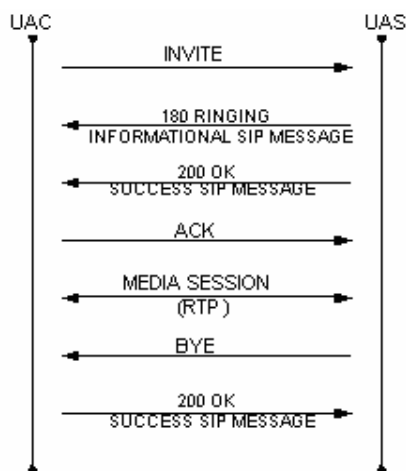 UAC
UAS
INVITE
180 RINGING
INFORMATIONAL SIP MESSAGE
200 OK
SUCCESS SIP MESSAGE
ACK
MEDIA SESSION
(RTP)
BYE
200 OK
SUCCESS SIP MESSAGE